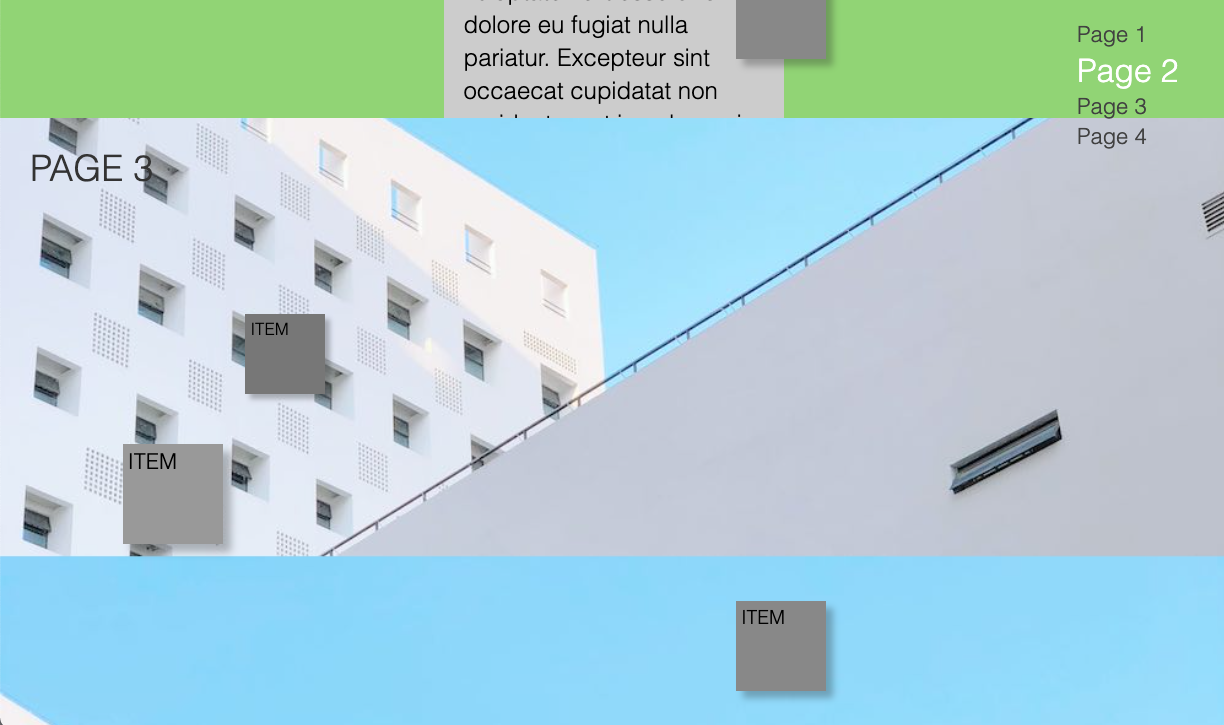 dolore eu fugiat nulla
pariatur. Excepteur sint
occaecat cupidatat non
Page 1
Page 2
Page 3
Page 4
PAGE 3
ITEM
ITEM
ITEM